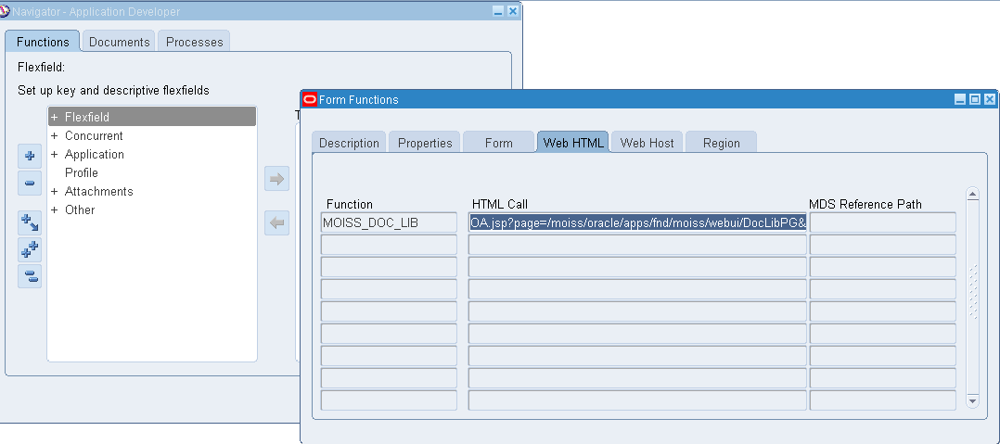 Navigator - Application Developer
Functions
Documents
Processes
Flexfield:
Set up key and descriptive flexfields
+ Flexfield
+ Concurrent
+ Application
Profile
+ Attachments
+ Other
Form Functions
Description
Properties
Form
Web HTML
Web Host
Region
Function
HTML Call
MDS Reference Path
MOISS_DOC_LIB
OA.jsp?page=/moiss/oracle/apps/fnd/moiss/webui/DocLibPG&